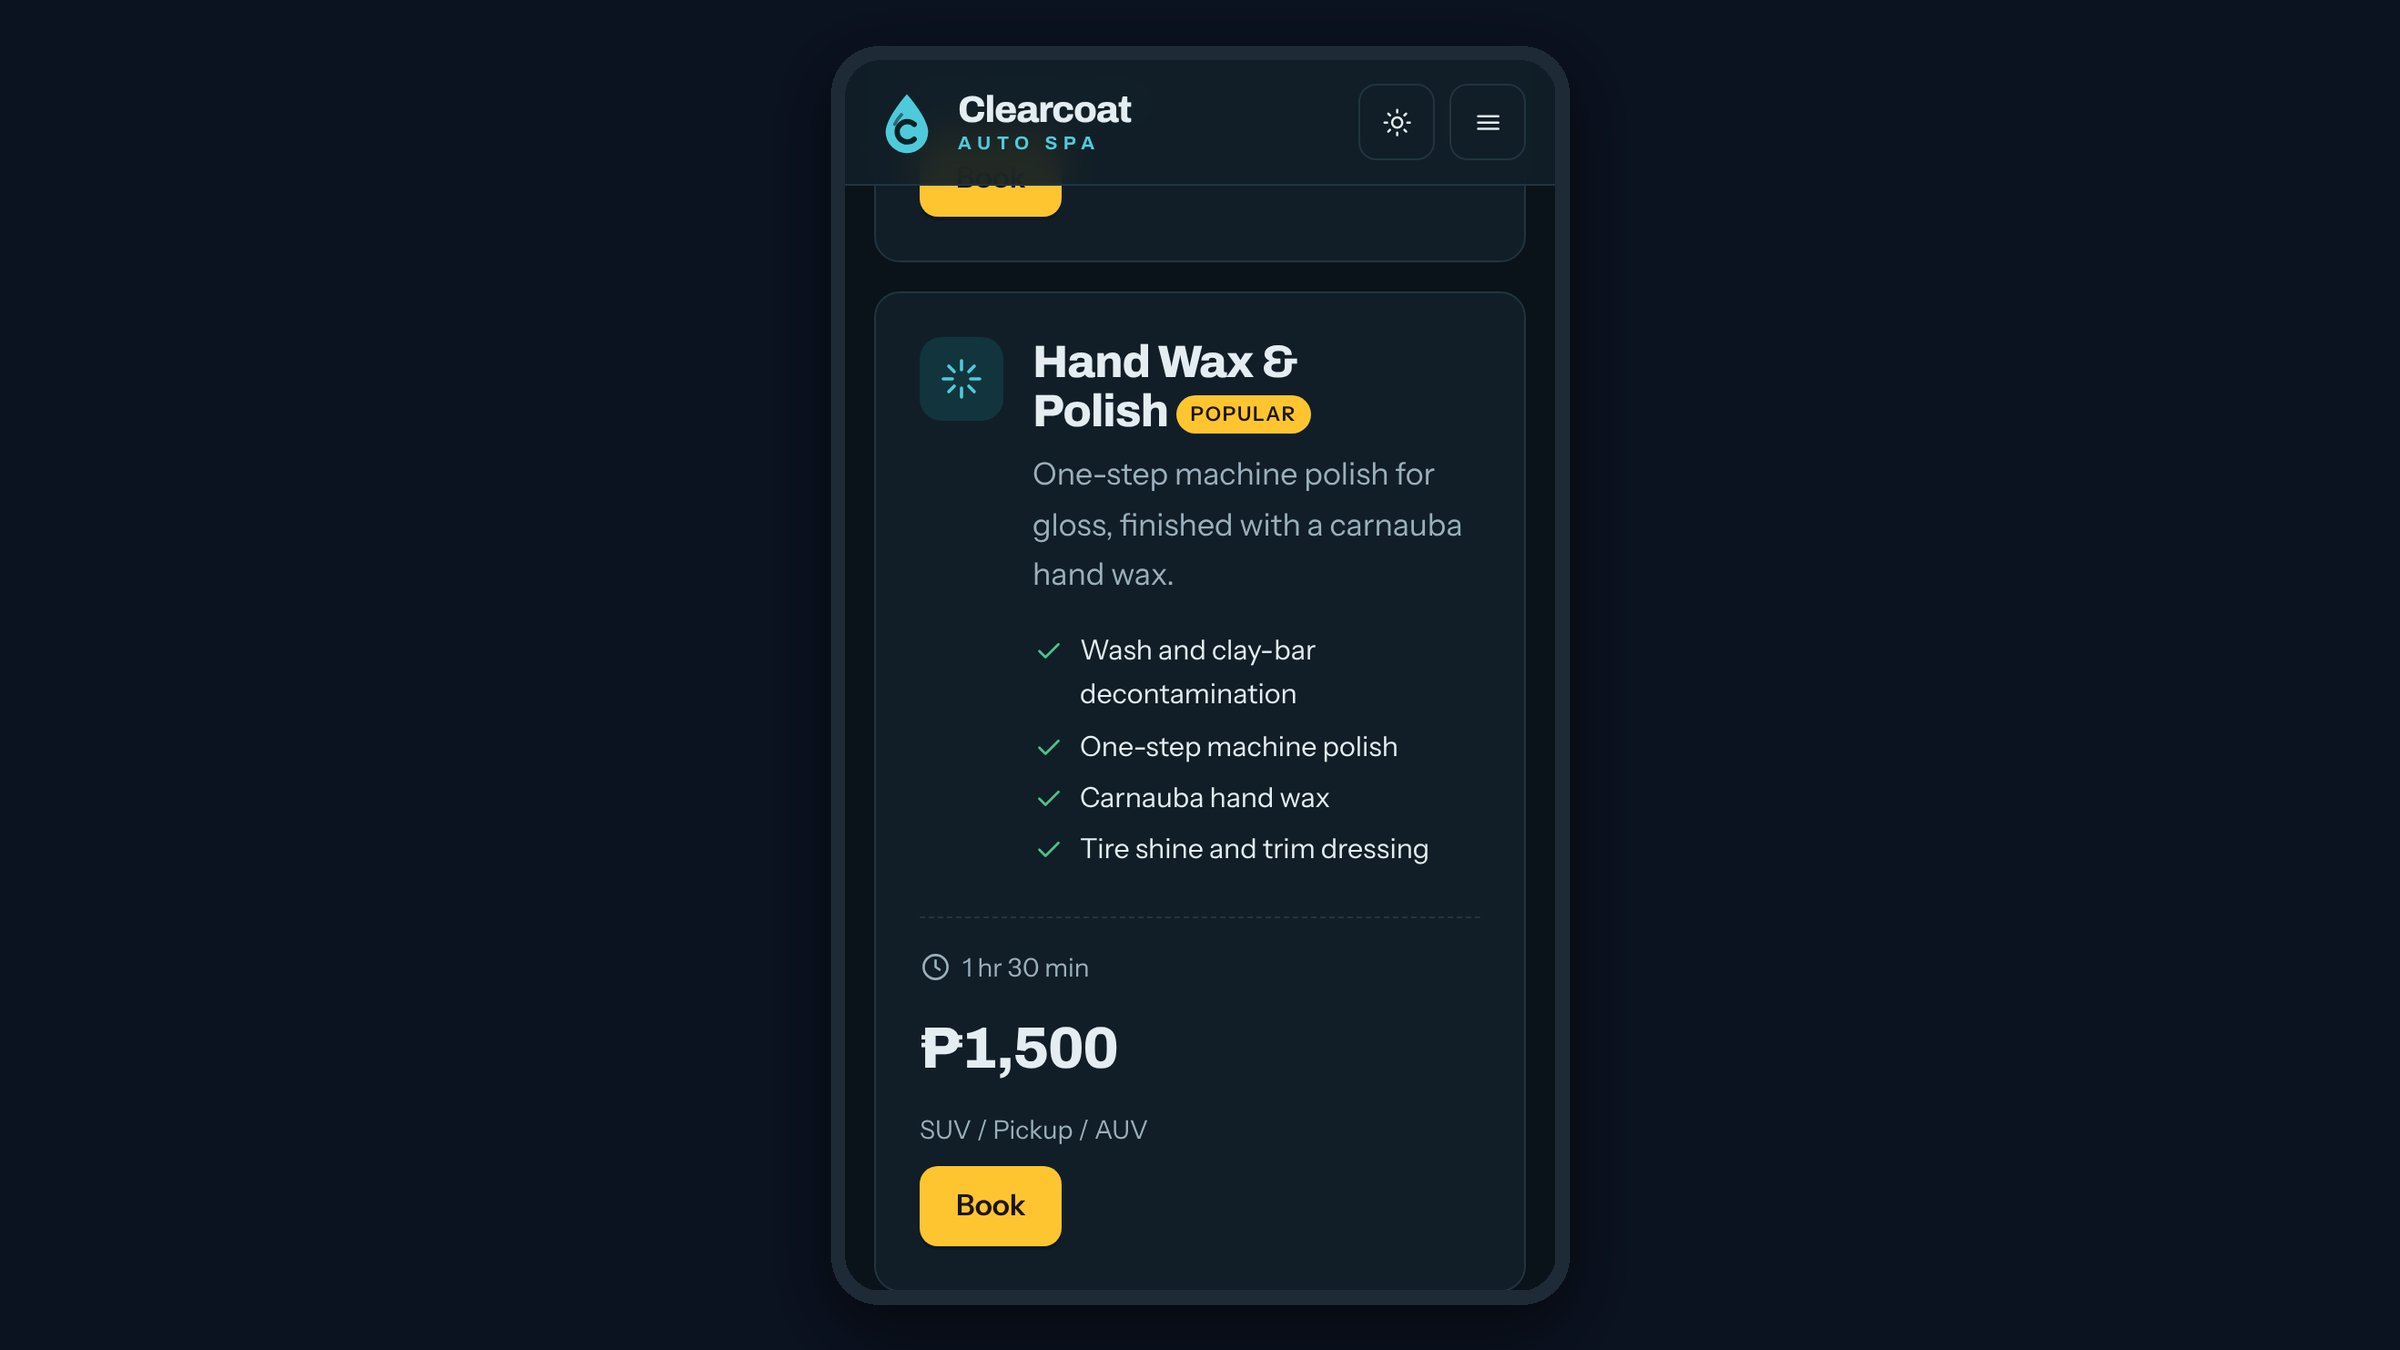 Clearcoat
AUTO SPA
Book
Hand Wax &
Polish POPULAR
One-step machine polish for
gloss, finished with a carnauba
hand wax.
Wash and clay-bar
decontamination
One-step machine polish
Carnauba hand wax
Tire shine and trim dressing
1 hr 30 min
₱1,500
SUV / Pickup / AUV
Book